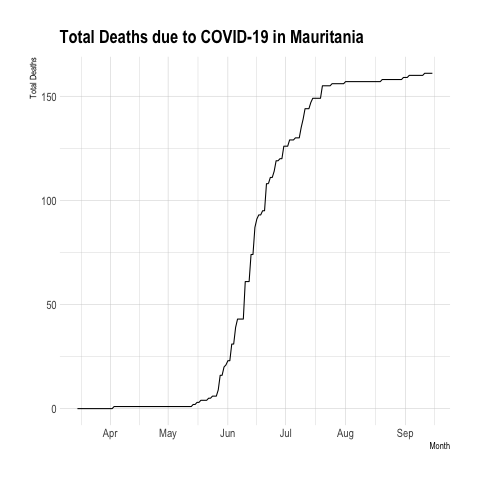 Total Deaths due to COVID-19 in Mauritania
Total Deaths
150
100
50
0
Apr May Jun Jul Aug Sep
Month